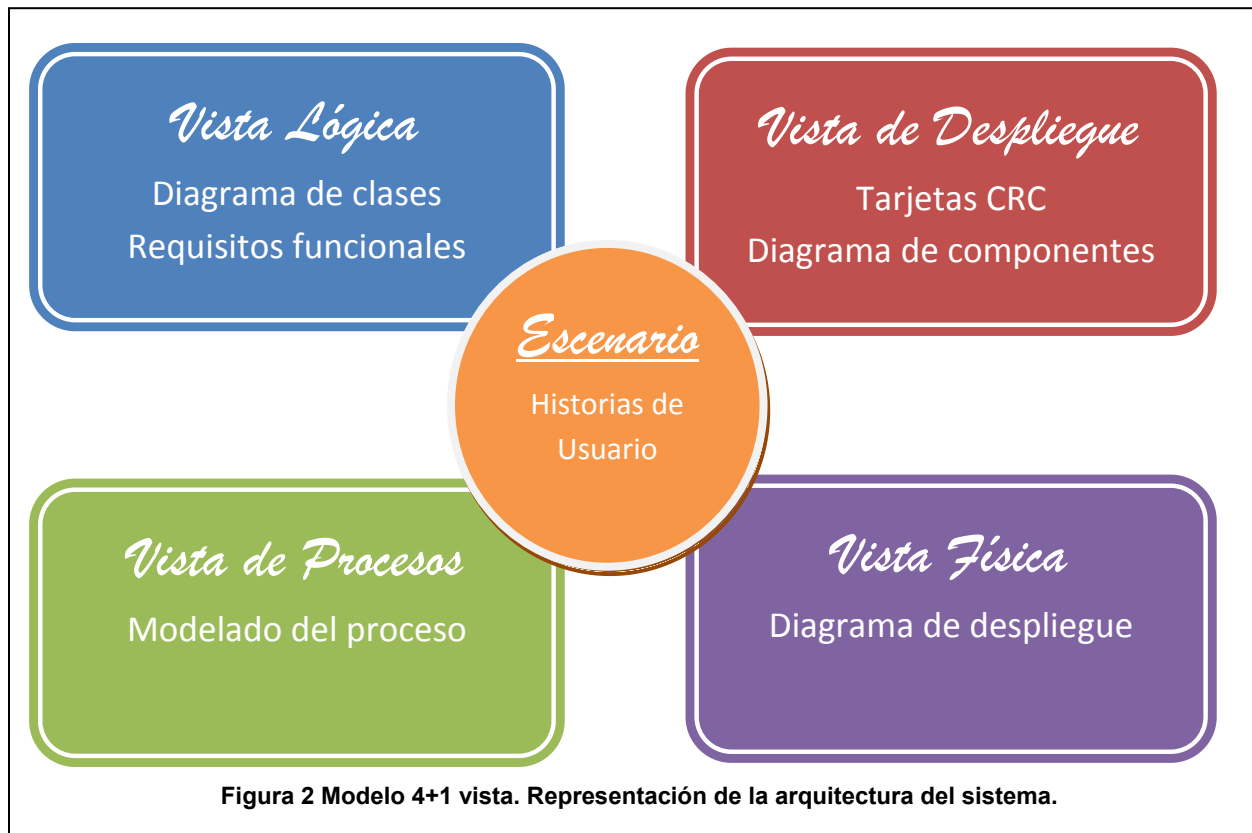 Vista Lógica
Diagrama de clases
Requisitos funcionales
Vista de Despliegue
Tarjetas CRC
Diagrama de componentes
Escenario
Historias de
Usuario
Vista de Procesos
Modelado del proceso
Vista Física
Diagrama de despliegue
Figura 2 Modelo 4+1 vista. Representación de la arquitectura del sistema.